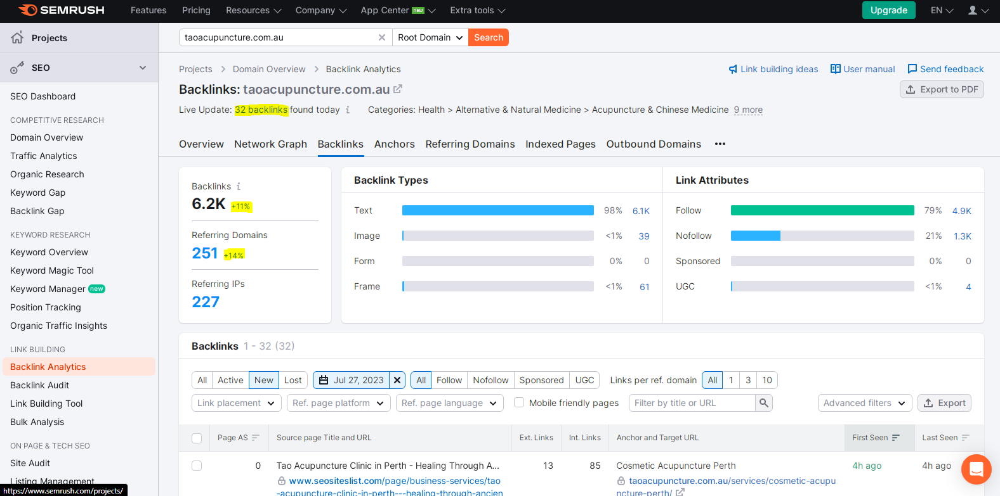 SEMRUSH
Features Pricing Resources Company App Center NEW Extra tools Upgrade EN
Projects
SEO
SEO Dashboard
COMPETITIVE RESEARCH
Domain Overview
Traffic Analytics
Organic Research
Keyword Gap
Backlink Gap
KEYWORD RESEARCH
Keyword Overview
Keyword Magic Tool
Keyword Manager new
Position Tracking
Organic Traffic Insights
LINK BUILDING
Backlink Analytics
Backlink Audit
Link Building Tool
Bulk Analysis
ON PAGE & TECH SEO
Site Audit
Listing Management
https://www.semrush.com/projects/
taoacupuncture.com.au Root Domain Search
Projects > Domain Overview > Backlink Analytics
Link building ideas User manual Send feedback
Backlinks: taoacupuncture.com.au
Export to PDF
Live Update: 32 backlinks found today i Categories: Health > Alternative & Natural Medicine > Acupuncture & Chinese Medicine 9 more
Overview Network Graph Backlinks Anchors Referring Domains Indexed Pages Outbound Domains •••
Backlinks i
6.2K +11%
Referring Domains
251 +14%
Referring IPs
227
Backlink Types
Text 98% 6.1K
Image <1% 39
Form 0% 0
Frame <1% 61
Link Attributes
Follow 79% 4.9K
Nofollow 21% 1.3K
Sponsored 0% 0
UGC <1% 4
Backlinks 1 - 32 (32)
All Active New Lost Jul 27, 2023 All Follow Nofollow Sponsored UGC Links per ref. domain All 1 3 10
Link placement Ref. page platform Ref. page language Mobile friendly pages Filter by title or URL Advanced filters Export
Page AS Source page Title and URL Ext. Links Int. Links Anchor and Target URL First Seen Last Seen
0 Tao Acupuncture Clinic in Perth - Healing Through A... 13 85 Cosmetic Acupuncture Perth 4h ago 4h ago
www.seositeslist.com/page/business-services/tao taoacupuncture.com.au/services/cosmetic-acupu
-acupuncture-clinic-in-perth---healing-through-ancien ncture-perth/